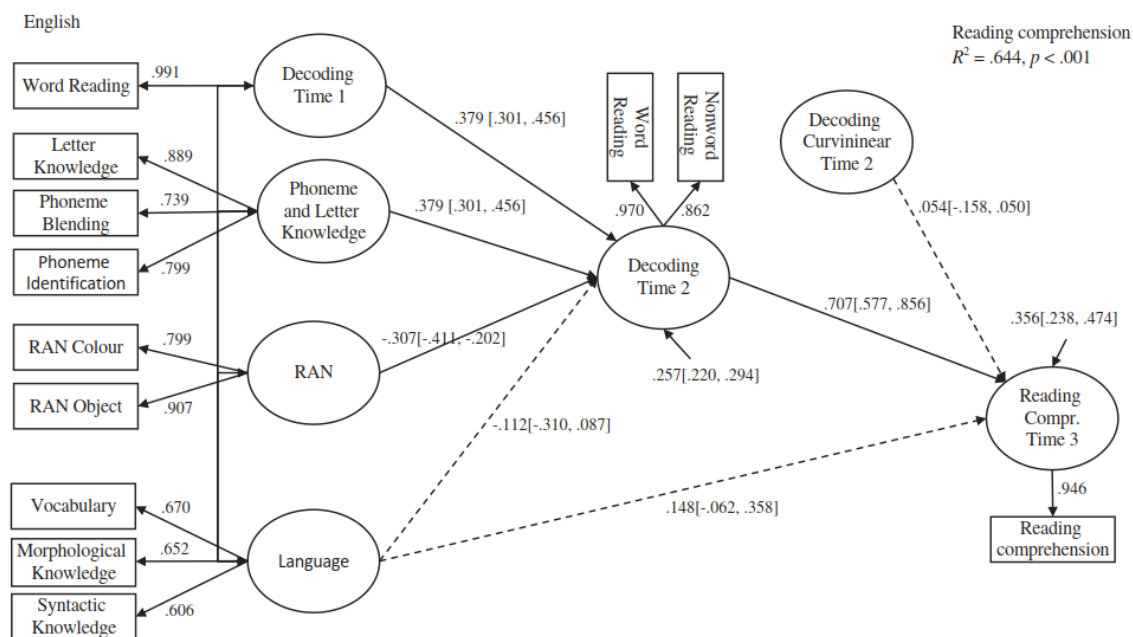 English
Reading comprehension
R² = .644, p < .001
Word Reading
.991
Decoding
Time 1
.379 [.301, .456]
Word
Reading
Nonword
Reading
Decoding
Curvininear
Time 2
Letter
Knowledge
.889
Phoneme
Blending
.739
Phoneme
Identification
.799
Phoneme
and Letter
Knowledge
.379 [.301, .456]
.970
.862
.054[-.158, .050]
Decoding
Time 2
.707[.577, .856]
.356[.238, .474]
RAN Colour
.799
RAN Object
.907
RAN
-.307[-.411, -.202]
.257[.220, .294]
Reading
Compr.
Time 3
-.112[-.310, .087]
.148[-.062, .358]
.946
Reading
comprehension
Vocabulary
.670
Morphological
Knowledge
.652
Syntactic
Knowledge
.606
Language